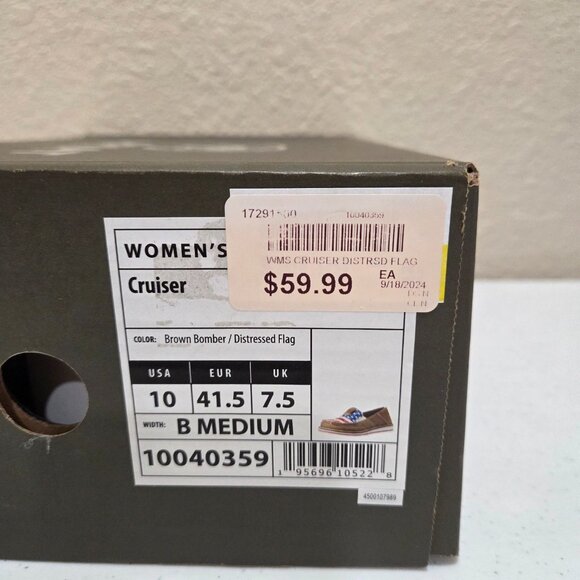 17291500 10040359
WMS CRUISER DISTRSD FLAG
$59.99 EA
9/18/2024
WOMEN'S
Cruiser
COLOR: Brown Bomber / Distressed Flag
USA EUR UK
10 41.5 7.5
WIDTH: B MEDIUM
10040359
1 95696 10522 8
4500107989